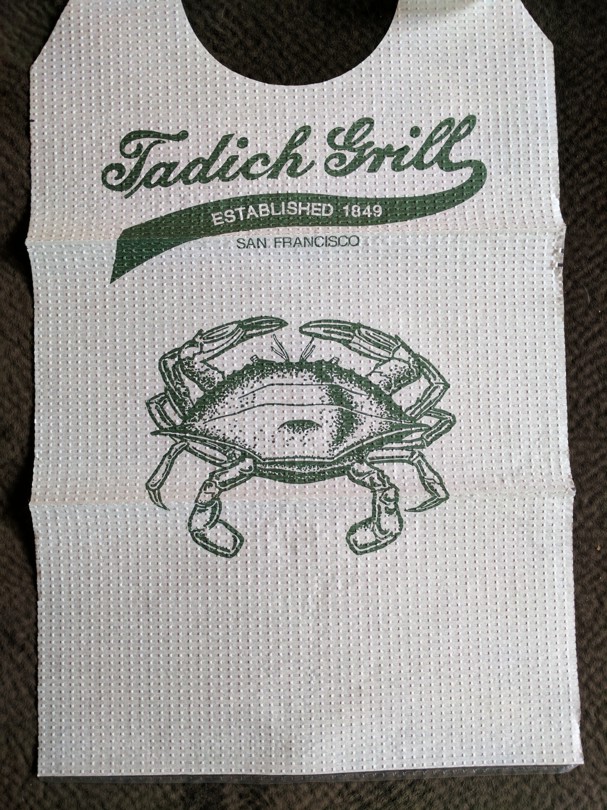 Tadich Grill
ESTABLISHED 1849
SAN FRANCISCO